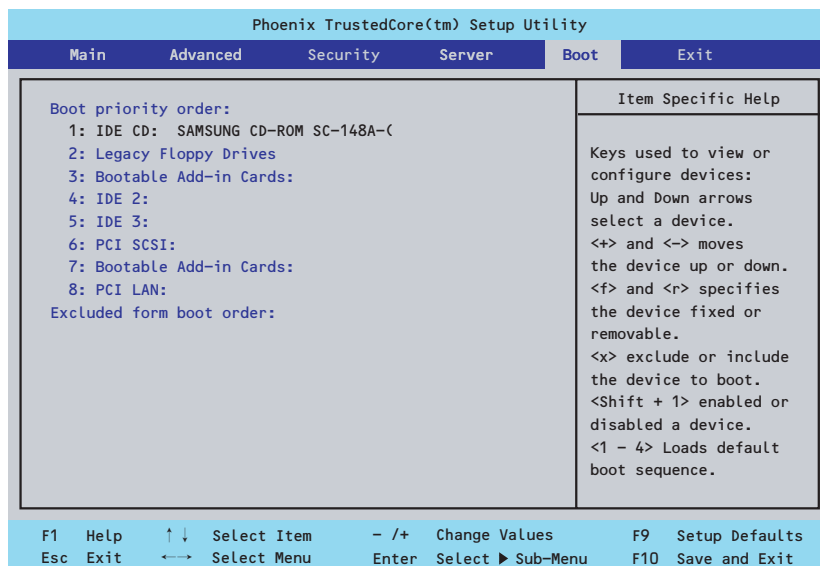 Phoenix TrustedCore(tm) Setup Utility
Main Advanced Security Server Boot Exit
Boot priority order:
1: IDE CD: SAMSUNG CD-ROM SC-148A-(
2: Legacy Floppy Drives
3: Bootable Add-in Cards:
4: IDE 2:
5: IDE 3:
6: PCI SCSI:
7: Bootable Add-in Cards:
8: PCI LAN:
Excluded form boot order:
Item Specific Help
Keys used to view or
configure devices:
Up and Down arrows
select a device.
<+> and <-> moves
the device up or down.
<f> and <r> specifies
the device fixed or
removable.
<x> exclude or include
the device to boot.
<Shift + 1> enabled or
disabled a device.
<1 - 4> Loads default
boot sequence.
F1 Help ↑↓ Select Item - /+ Change Values F9 Setup Defaults
Esc Exit ←→ Select Menu Enter Select ▶ Sub-Menu F10 Save and Exit